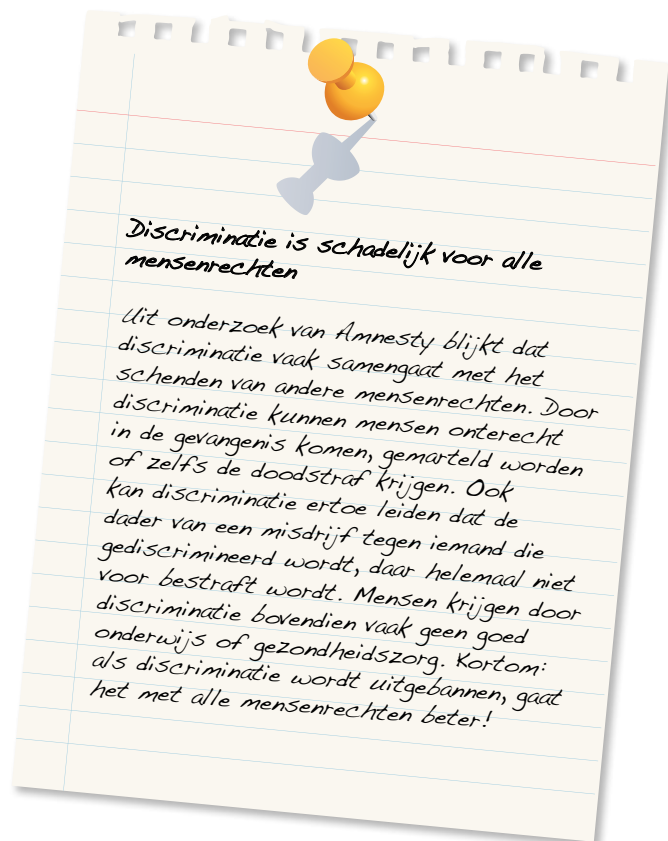 Discriminatie is schadelijk voor alle
mensenrechten
Uit onderzoek van Amnesty blijkt dat
discriminatie vaak samengaat met het
schenden van andere mensenrechten. Door
discriminatie kunnen mensen onterecht
in de gevangenis komen, gemarteld worden
of zelfs de doodstraf krijgen. Ook
kan discriminatie ertoe leiden dat de
dader van een misdrijf tegen iemand die
gediscrimineerd wordt, daar helemaal niet
voor bestraft wordt. Mensen krijgen door
discriminatie bovendien vaak geen goed
onderwijs of gezondheidszorg. Kortom:
als discriminatie wordt uitgebannen, gaat
het met alle mensenrechten beter!